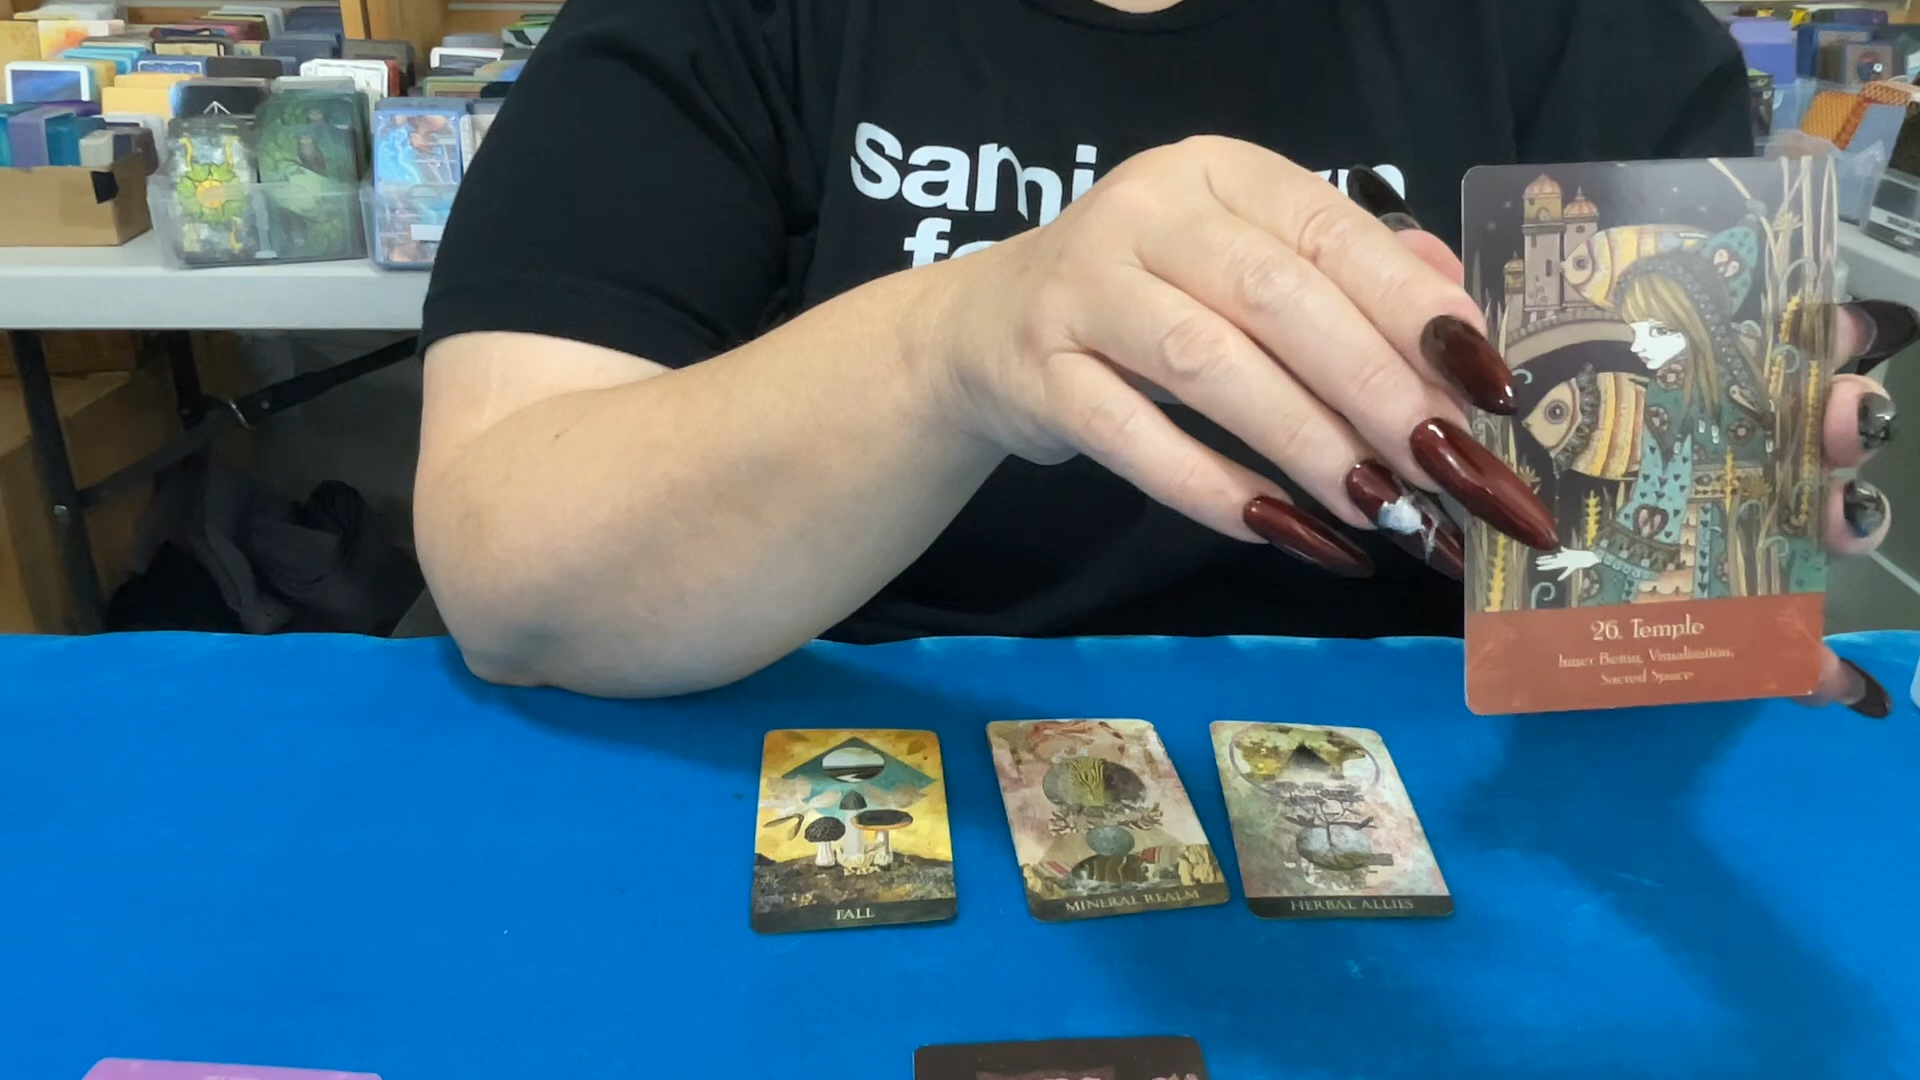 26. Temple
Inner Being, Visualization,
Sacred Space
FALL
MINERAL REALM
HERBAL ALLIES